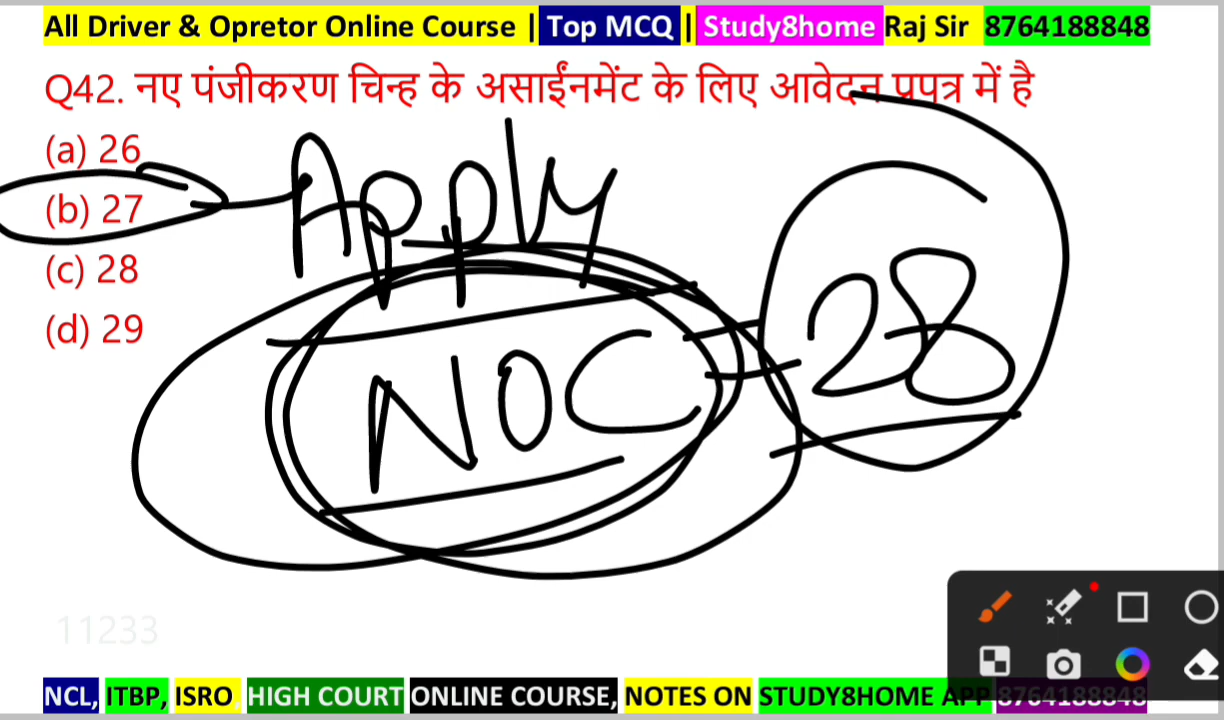 All Driver & Opretor Online Course | Top MCQ | Study8home Raj Sir 8764188848
Q42. नए पंजीकरण चिन्ह के असाईंनमेंट के लिए आवेदन प्रपत्र में है
(a) 26
Apply
(b) 27
(c) 28
28
(d) 29
NOC
11233
NCL, ITBP, ISRO HIGH COURT ONLINE COURSE, NOTES ON STUDY8HOME APP 8764188848